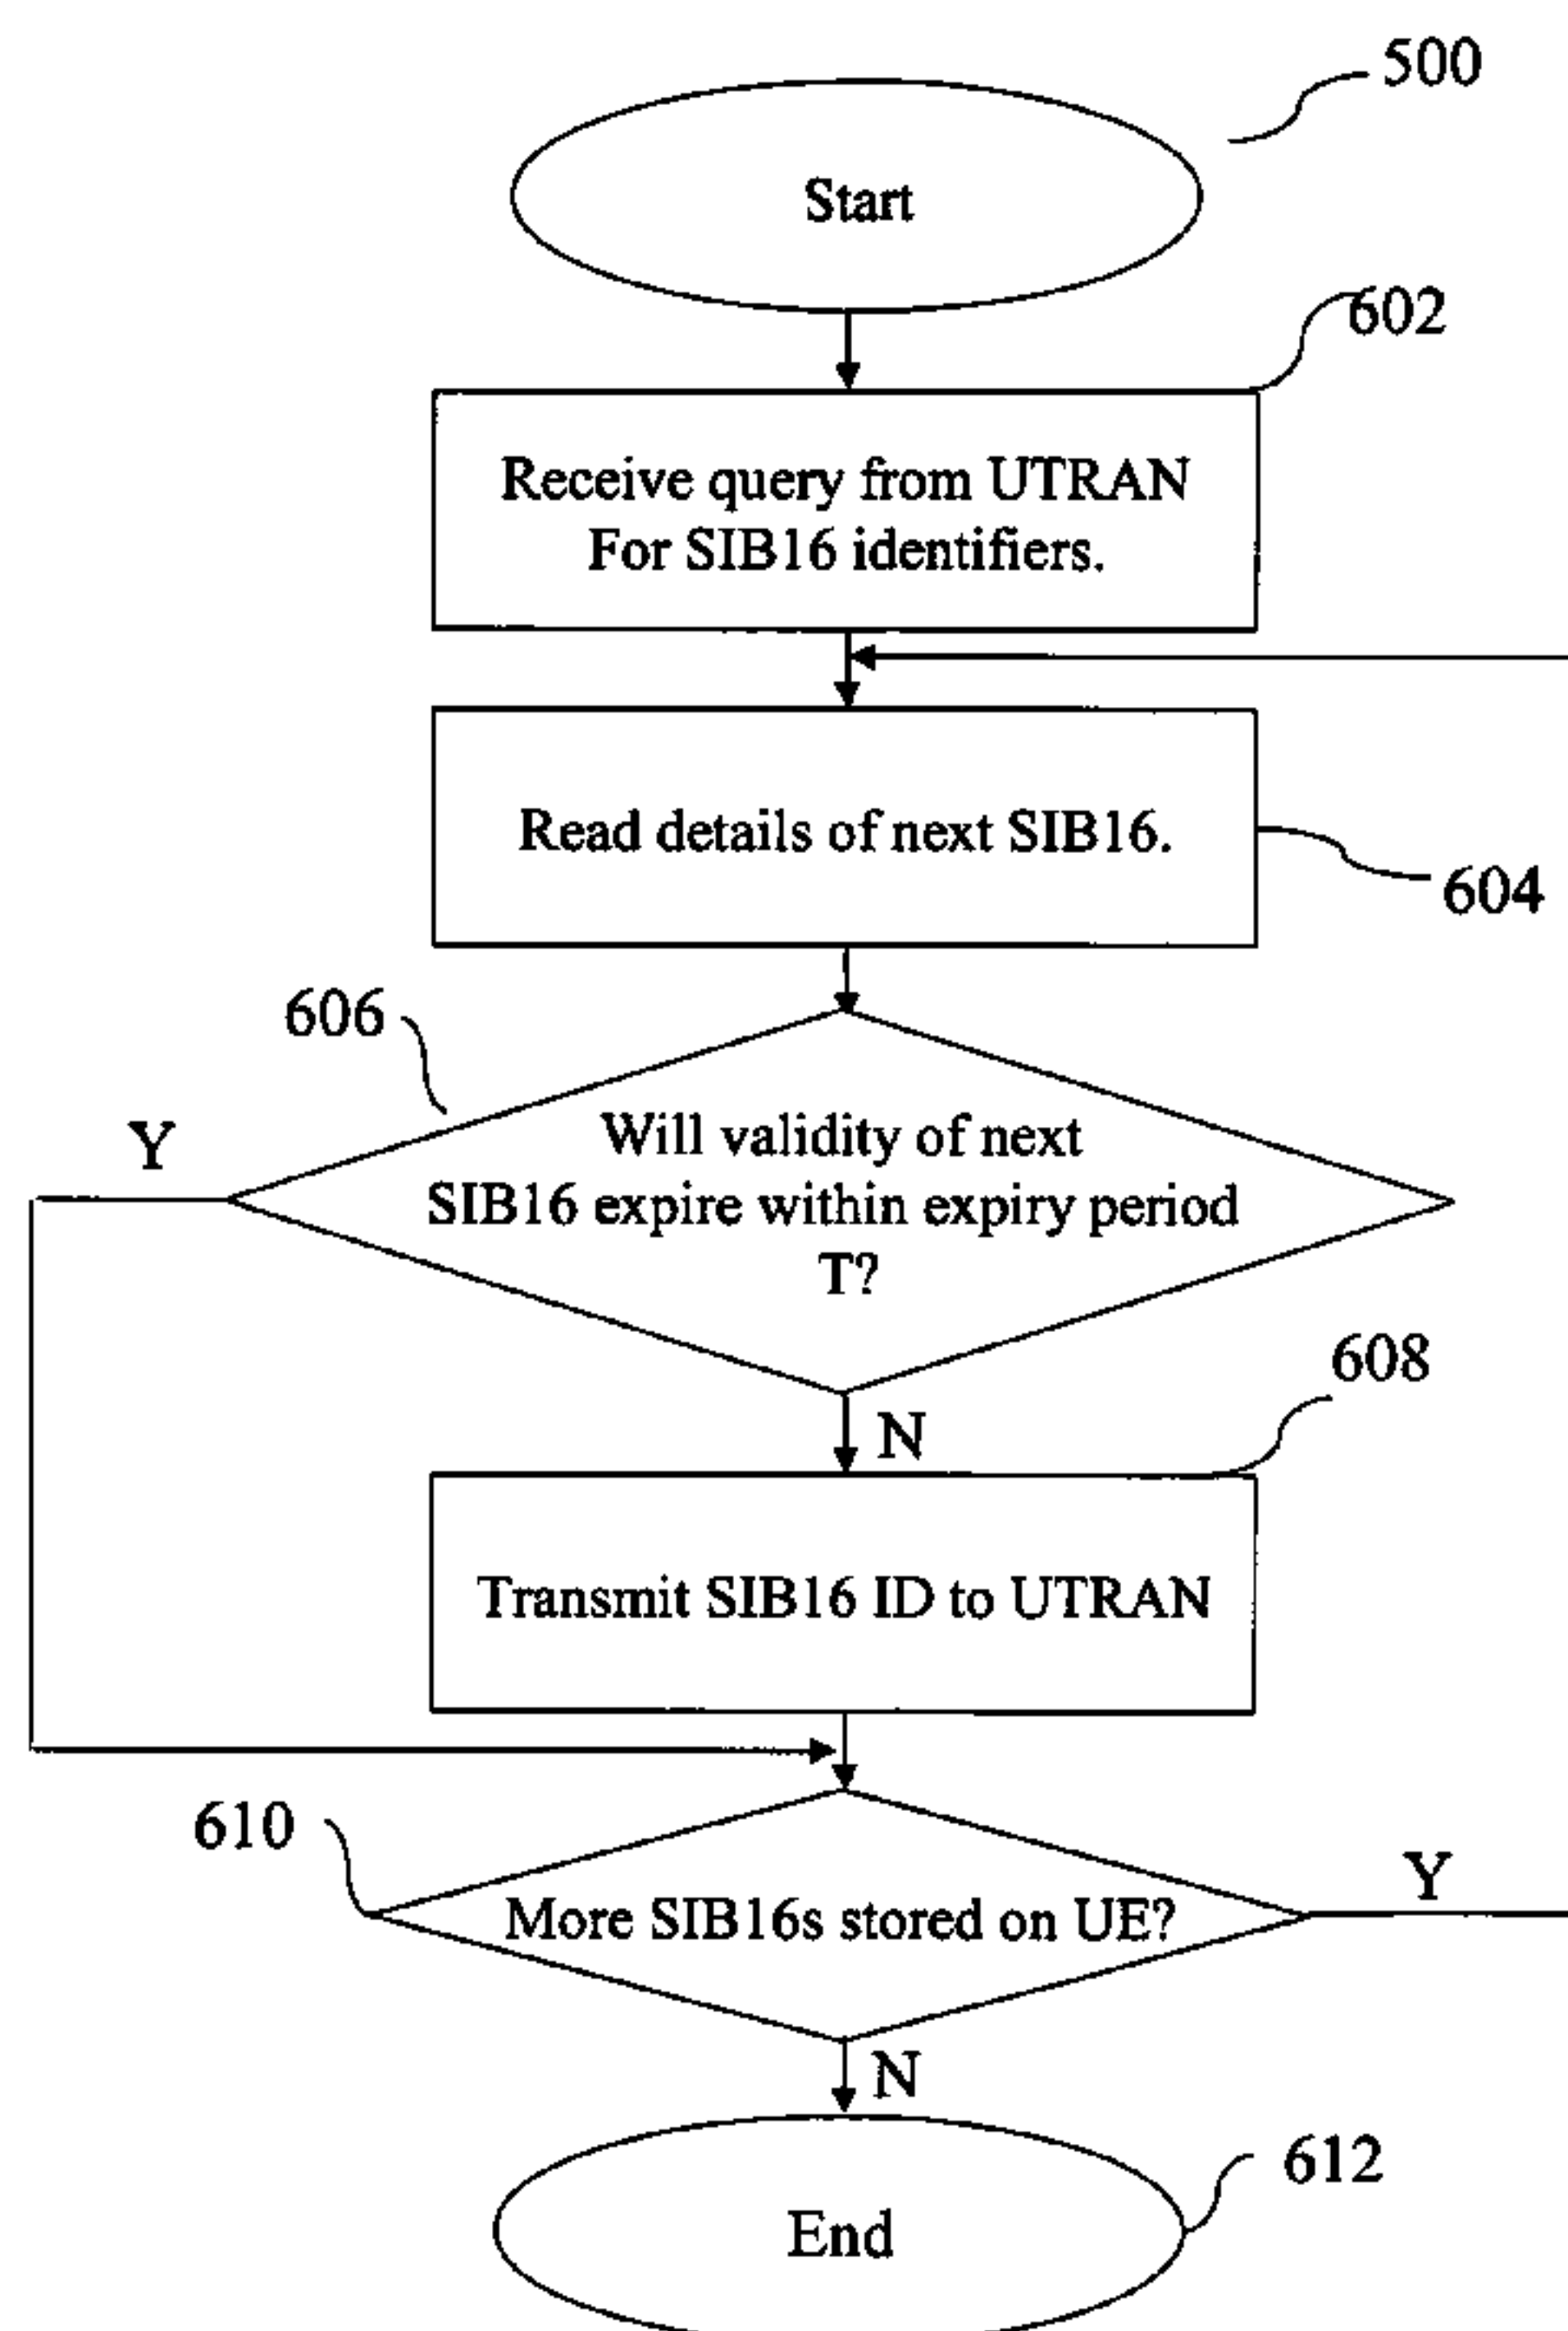 500
Start
602
Receive query from UTRAN
For SIB16 identifiers.
Read details of next SIB16.
604
606
Y
Will validity of next
SIB16 expire within expiry period
T?
608
N
Transmit SIB16 ID to UTRAN
610
Y
More SIB16s stored on UE?
N
612
End